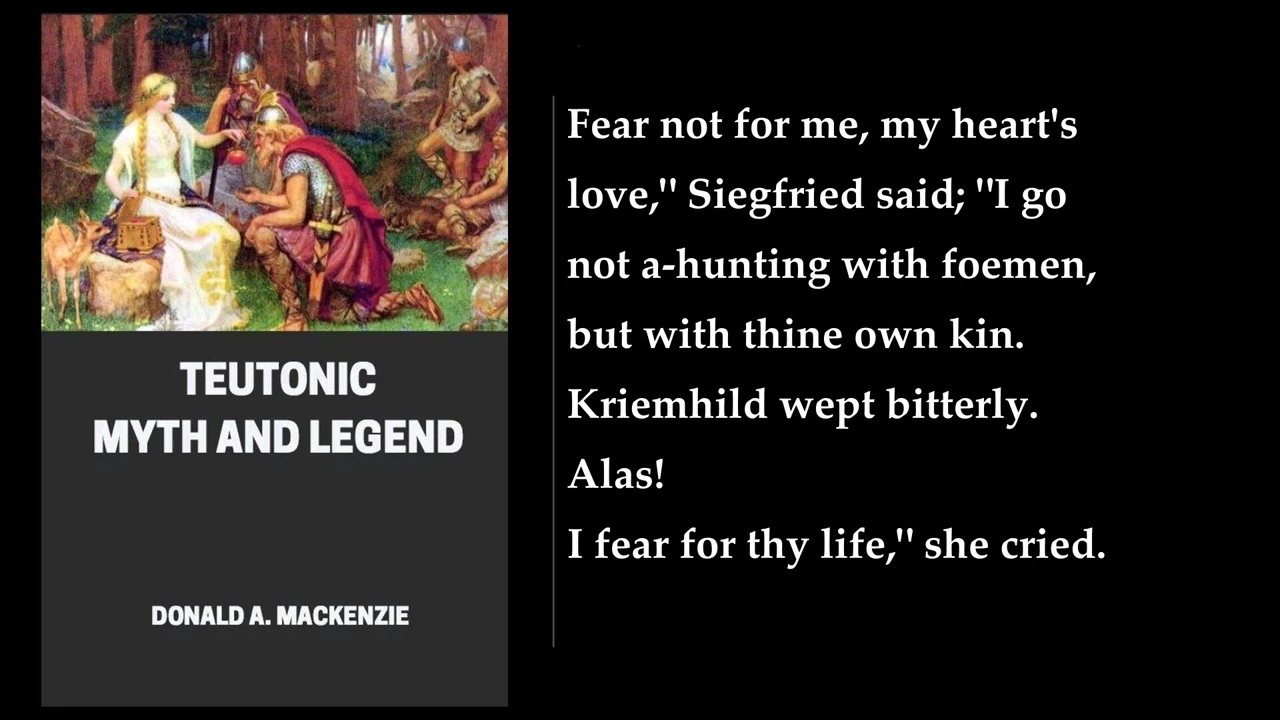 TEUTONIC
MYTH AND LEGEND
DONALD A. MACKENZIE
Fear not for me, my heart's
love," Siegfried said; "I go
not a-hunting with foemen,
but with thine own kin.
Kriemhild wept bitterly.
Alas!
I fear for thy life," she cried.